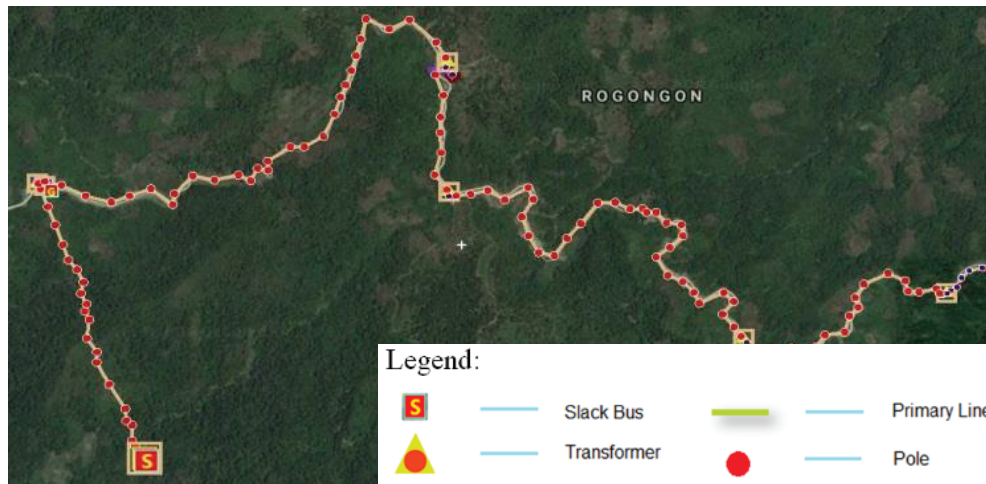 ROGONGON
G
S
Legend:
S Slack Bus Primary Line
Transformer Pole